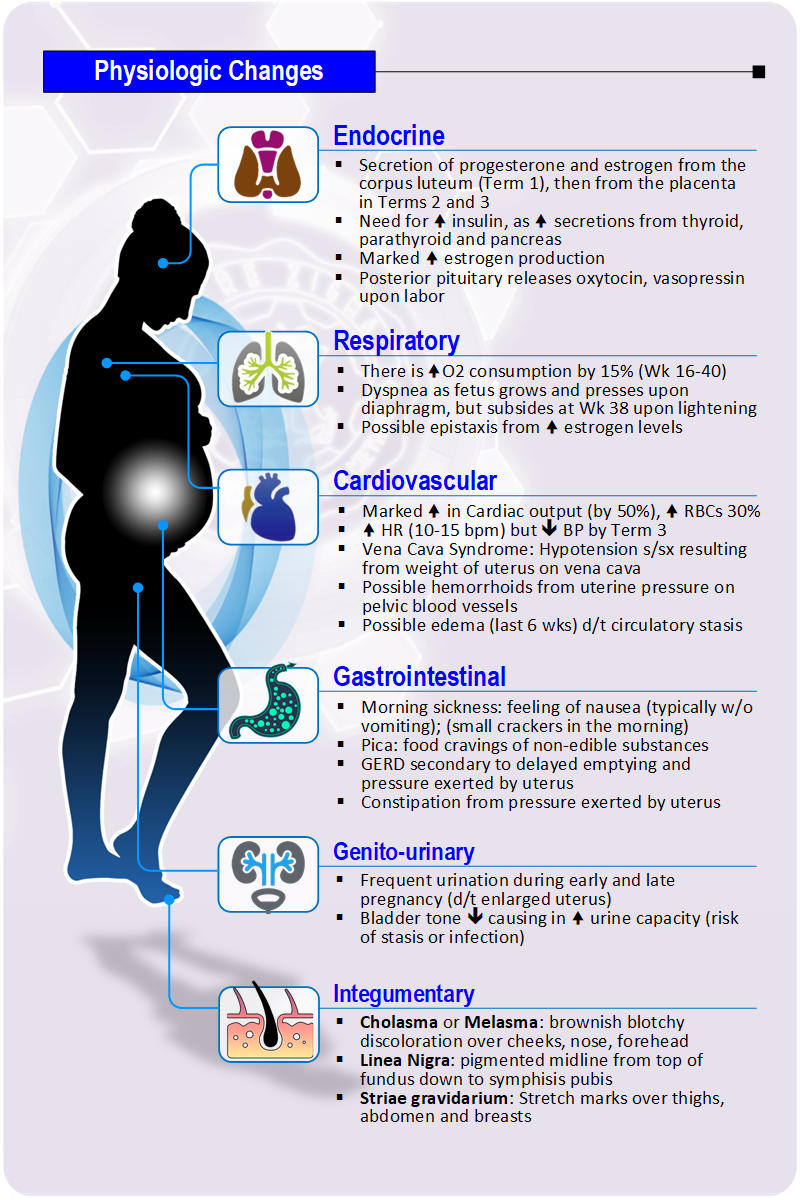 Physiologic Changes
Endocrine
▪ Secretion of progesterone and estrogen from the
corpus luteum (Term 1), then from the placenta
in Terms 2 and 3
▪ Need for 🡹 insulin, as 🡹 secretions from thyroid,
parathyroid and pancreas
▪ Marked 🡹 estrogen production
▪ Posterior pituitary releases oxytocin, vasopressin
upon labor
Respiratory
▪ There is 🡹O2 consumption by 15% (Wk 16-40)
▪ Dyspnea as fetus grows and presses upon
diaphragm, but subsides at Wk 38 upon lightening
▪ Possible epistaxis from 🡹 estrogen levels
Cardiovascular
▪ Marked 🡹 in Cardiac output (by 50%), 🡹 RBCs 30%
▪ 🡹 HR (10-15 bpm) but 🡻 BP by Term 3
▪ Vena Cava Syndrome: Hypotension s/sx resulting
from weight of uterus on vena cava
▪ Possible hemorrhoids from uterine pressure on
pelvic blood vessels
▪ Possible edema (last 6 wks) d/t circulatory stasis
Gastrointestinal
▪ Morning sickness: feeling of nausea (typically w/o
vomiting); (small crackers in the morning)
▪ Pica: food cravings of non-edible substances
▪ GERD secondary to delayed emptying and
pressure exerted by uterus
▪ Constipation from pressure exerted by uterus
Genito-urinary
▪ Frequent urination during early and late
pregnancy (d/t enlarged uterus)
▪ Bladder tone 🡻 causing in 🡹 urine capacity (risk
of stasis or infection)
Integumentary
▪ Cholasma or Melasma: brownish blotchy
discoloration over cheeks, nose, forehead
▪ Linea Nigra: pigmented midline from top of
fundus down to symphisis pubis
▪ Striae gravidarium: Stretch marks over thighs,
abdomen and breasts